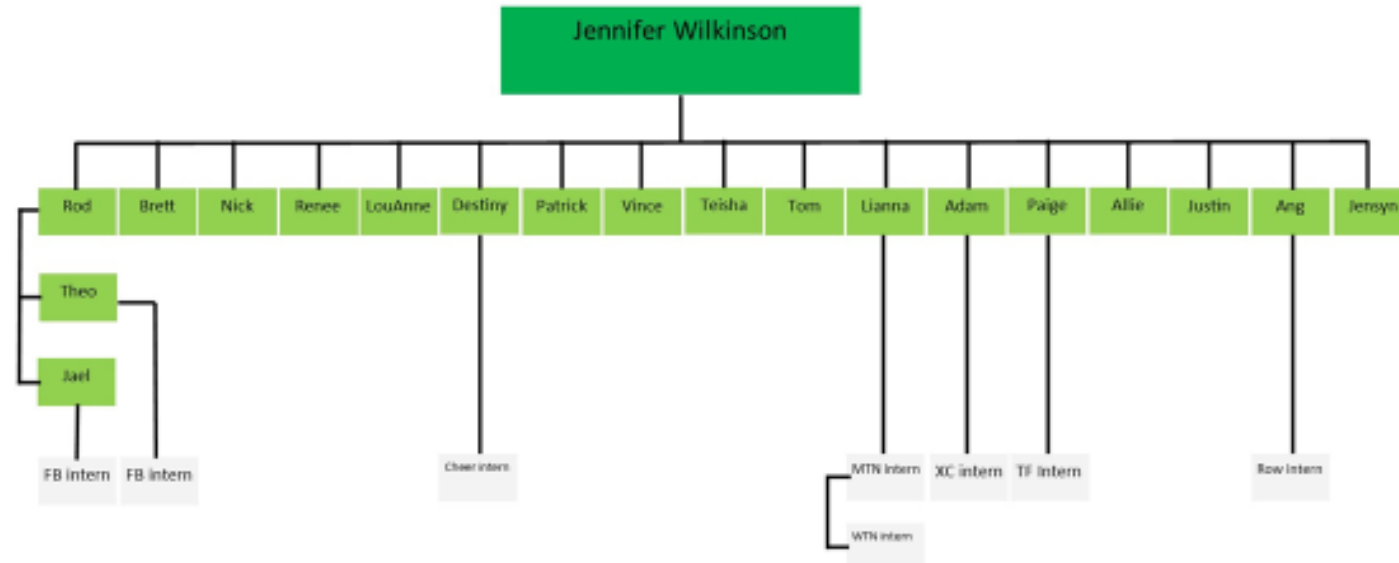 Jennifer Wilkinson
Rod Brett Nick Renee LouAnne Destiny Patrick Vince Teisha Tom Lianna Adam Paige Allie Justin Ang Jensyn
Theo
Jael
FB intern FB intern Cheer intern MTN intern XC intern TF Intern Row intern
WTN intern